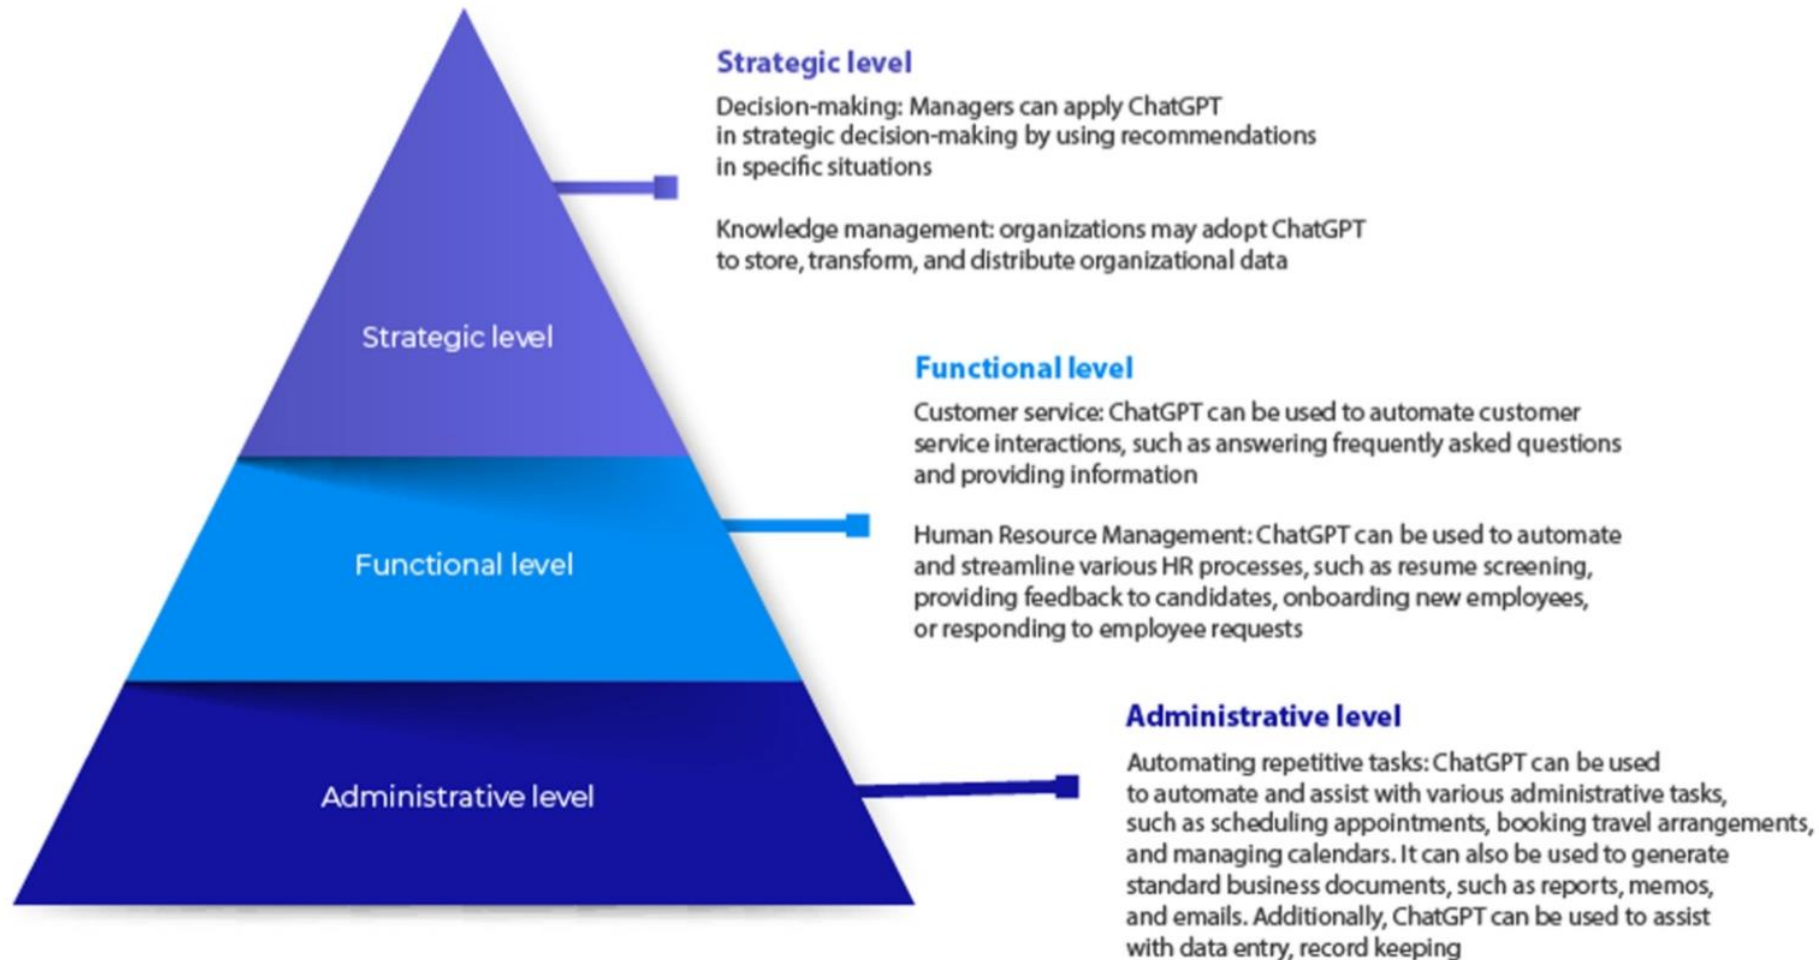 Strategic level
Decision-making: Managers can apply ChatGPT
in strategic decision-making by using recommendations
in specific situations
Knowledge management: organizations may adopt ChatGPT
to store, transform, and distribute organizational data
Strategic level
Functional level
Customer service: ChatGPT can be used to automate customer
service interactions, such as answering frequently asked questions
and providing information
Human Resource Management: ChatGPT can be used to automate
and streamline various HR processes, such as resume screening,
providing feedback to candidates, onboarding new employees,
or responding to employee requests
Functional level
Administrative level
Automating repetitive tasks: ChatGPT can be used
to automate and assist with various administrative tasks,
such as scheduling appointments, booking travel arrangements,
and managing calendars. It can also be used to generate
standard business documents, such as reports, memos,
and emails. Additionally, ChatGPT can be used to assist
with data entry, record keeping
Administrative level